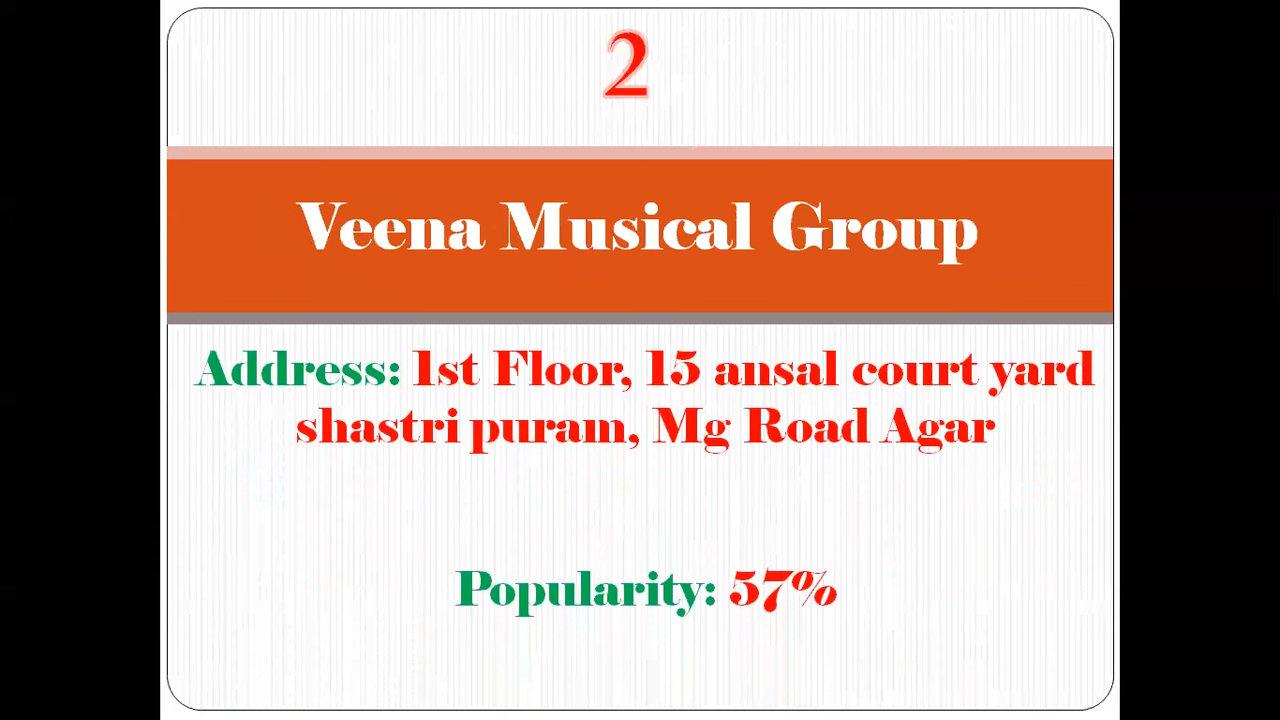 2
Veena Musical Group
Address: 1st Floor, 15 ansal court yard
shastri puram, Mg Road Agar
Popularity: 57%